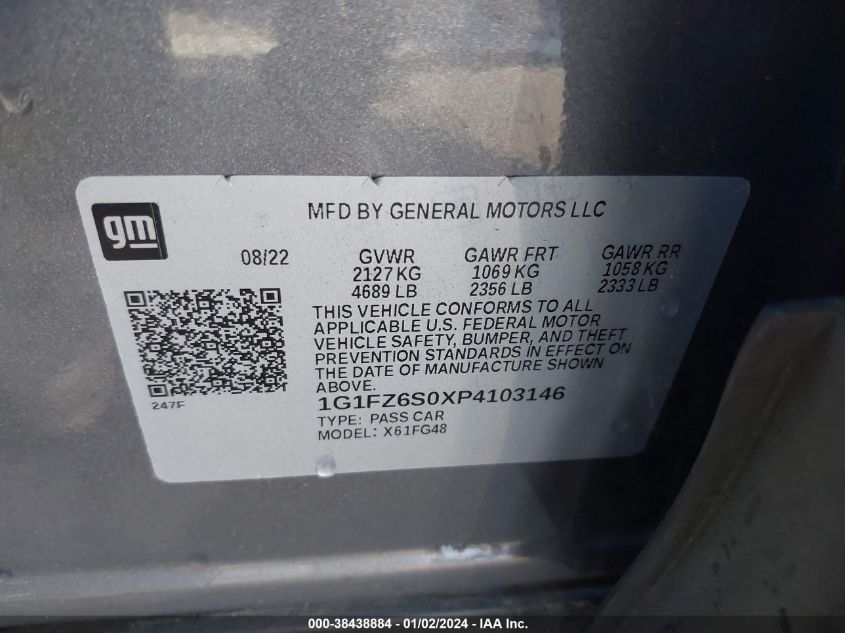 gm
MFD BY GENERAL MOTORS LLC
08/22 GVWR GAWR FRT GAWR RR
2127 KG 1069 KG 1058 KG
4689 LB 2356 LB 2333 LB
THIS VEHICLE CONFORMS TO ALL
APPLICABLE U.S. FEDERAL MOTOR
VEHICLE SAFETY, BUMPER, AND THEFT
PREVENTION STANDARDS IN EFFECT ON
THE DATE OF MANUFACTURE SHOWN
ABOVE.
247F
1G1FZ6S0XP4103146
TYPE: PASS CAR
MODEL: X61FG48
000-38438884 - 01/02/2024 - IAA Inc.